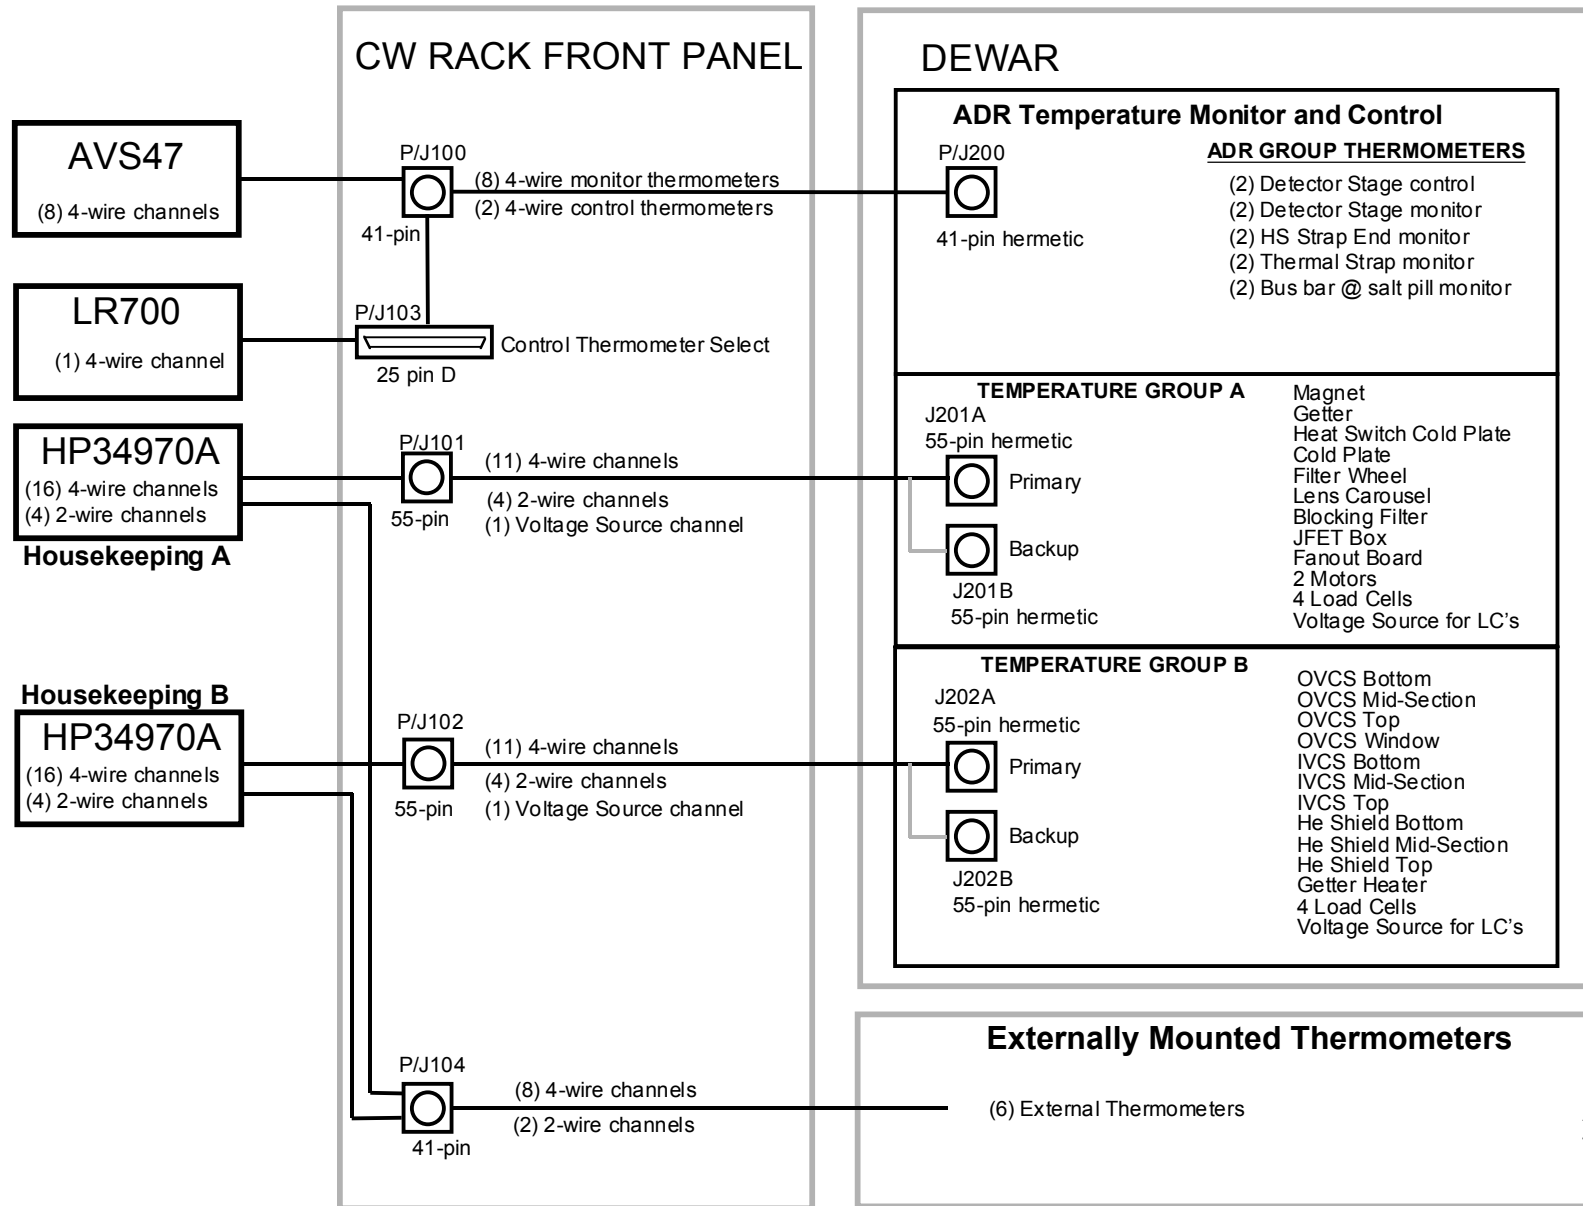 CW RACK FRONT PANEL
DEWAR
AVS47
(8) 4-wire channels
P/J100
41-pin
(8) 4-wire monitor thermometers
(2) 4-wire control thermometers
ADR Temperature Monitor and Control
P/J200
41-pin hermetic
ADR GROUP THERMOMETERS
(2) Detector Stage control
(2) Detector Stage monitor
(2) HS Strap End monitor
(2) Thermal Strap monitor
(2) Bus bar @ salt pill monitor
LR700
(1) 4-wire channel
P/J103
Control Thermometer Select
25 pin D
HP34970A
(16) 4-wire channels
(4) 2-wire channels
Housekeeping A
P/J101
55-pin
(11) 4-wire channels
(4) 2-wire channels
(1) Voltage Source channel
TEMPERATURE GROUP A
J201A
55-pin hermetic
Primary
Backup
J201B
55-pin hermetic
Magnet
Getter
Heat Switch Cold Plate
Cold Plate
Filter Wheel
Lens Carousel
Blocking Filter
JFET Box
Fanout Board
2 Motors
4 Load Cells
Voltage Source for LC's
Housekeeping B
HP34970A
(16) 4-wire channels
(4) 2-wire channels
P/J102
55-pin
(11) 4-wire channels
(4) 2-wire channels
(1) Voltage Source channel
TEMPERATURE GROUP B
J202A
55-pin hermetic
Primary
Backup
J202B
55-pin hermetic
OVCS Bottom
OVCS Mid-Section
OVCS Top
OVCS Window
IVCS Bottom
IVCS Mid-Section
IVCS Top
He Shield Bottom
He Shield Mid-Section
He Shield Top
Getter Heater
4 Load Cells
Voltage Source for LC's
P/J104
41-pin
(8) 4-wire channels
(2) 2-wire channels
Externally Mounted Thermometers
(6) External Thermometers